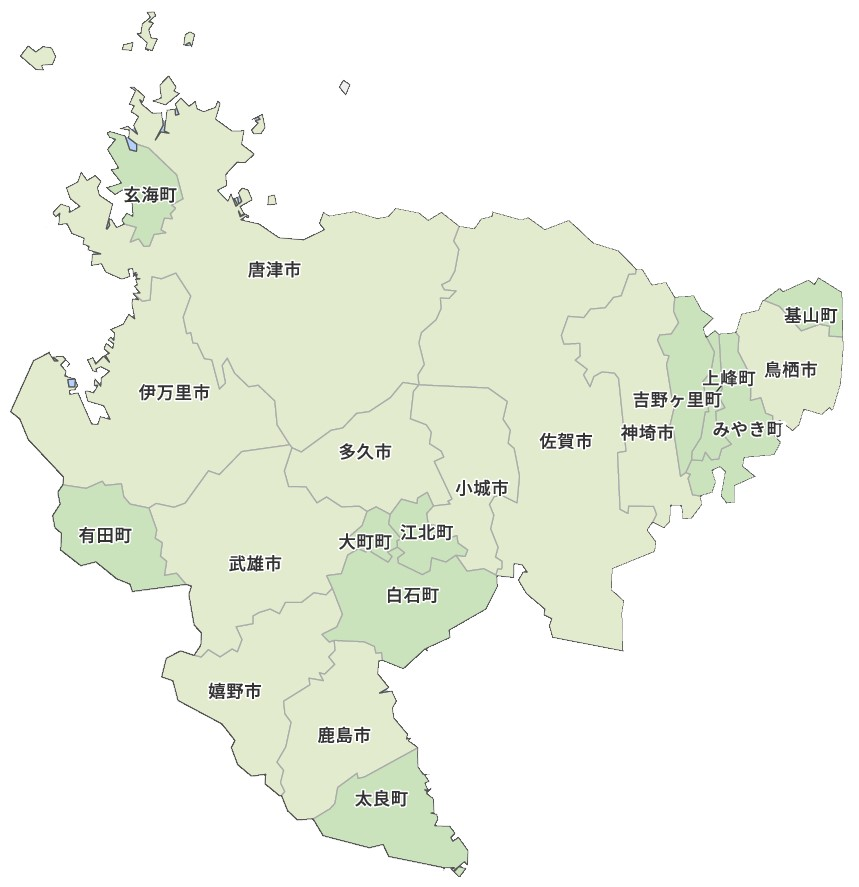 玄海町
唐津市
基山町
鳥栖市
上峰町
伊万里市
吉野ヶ里町
みやき町
神埼市
佐賀市
多久市
小城市
有田町
江北町
大町町
武雄市
白石町
嬉野市
鹿島市
太良町